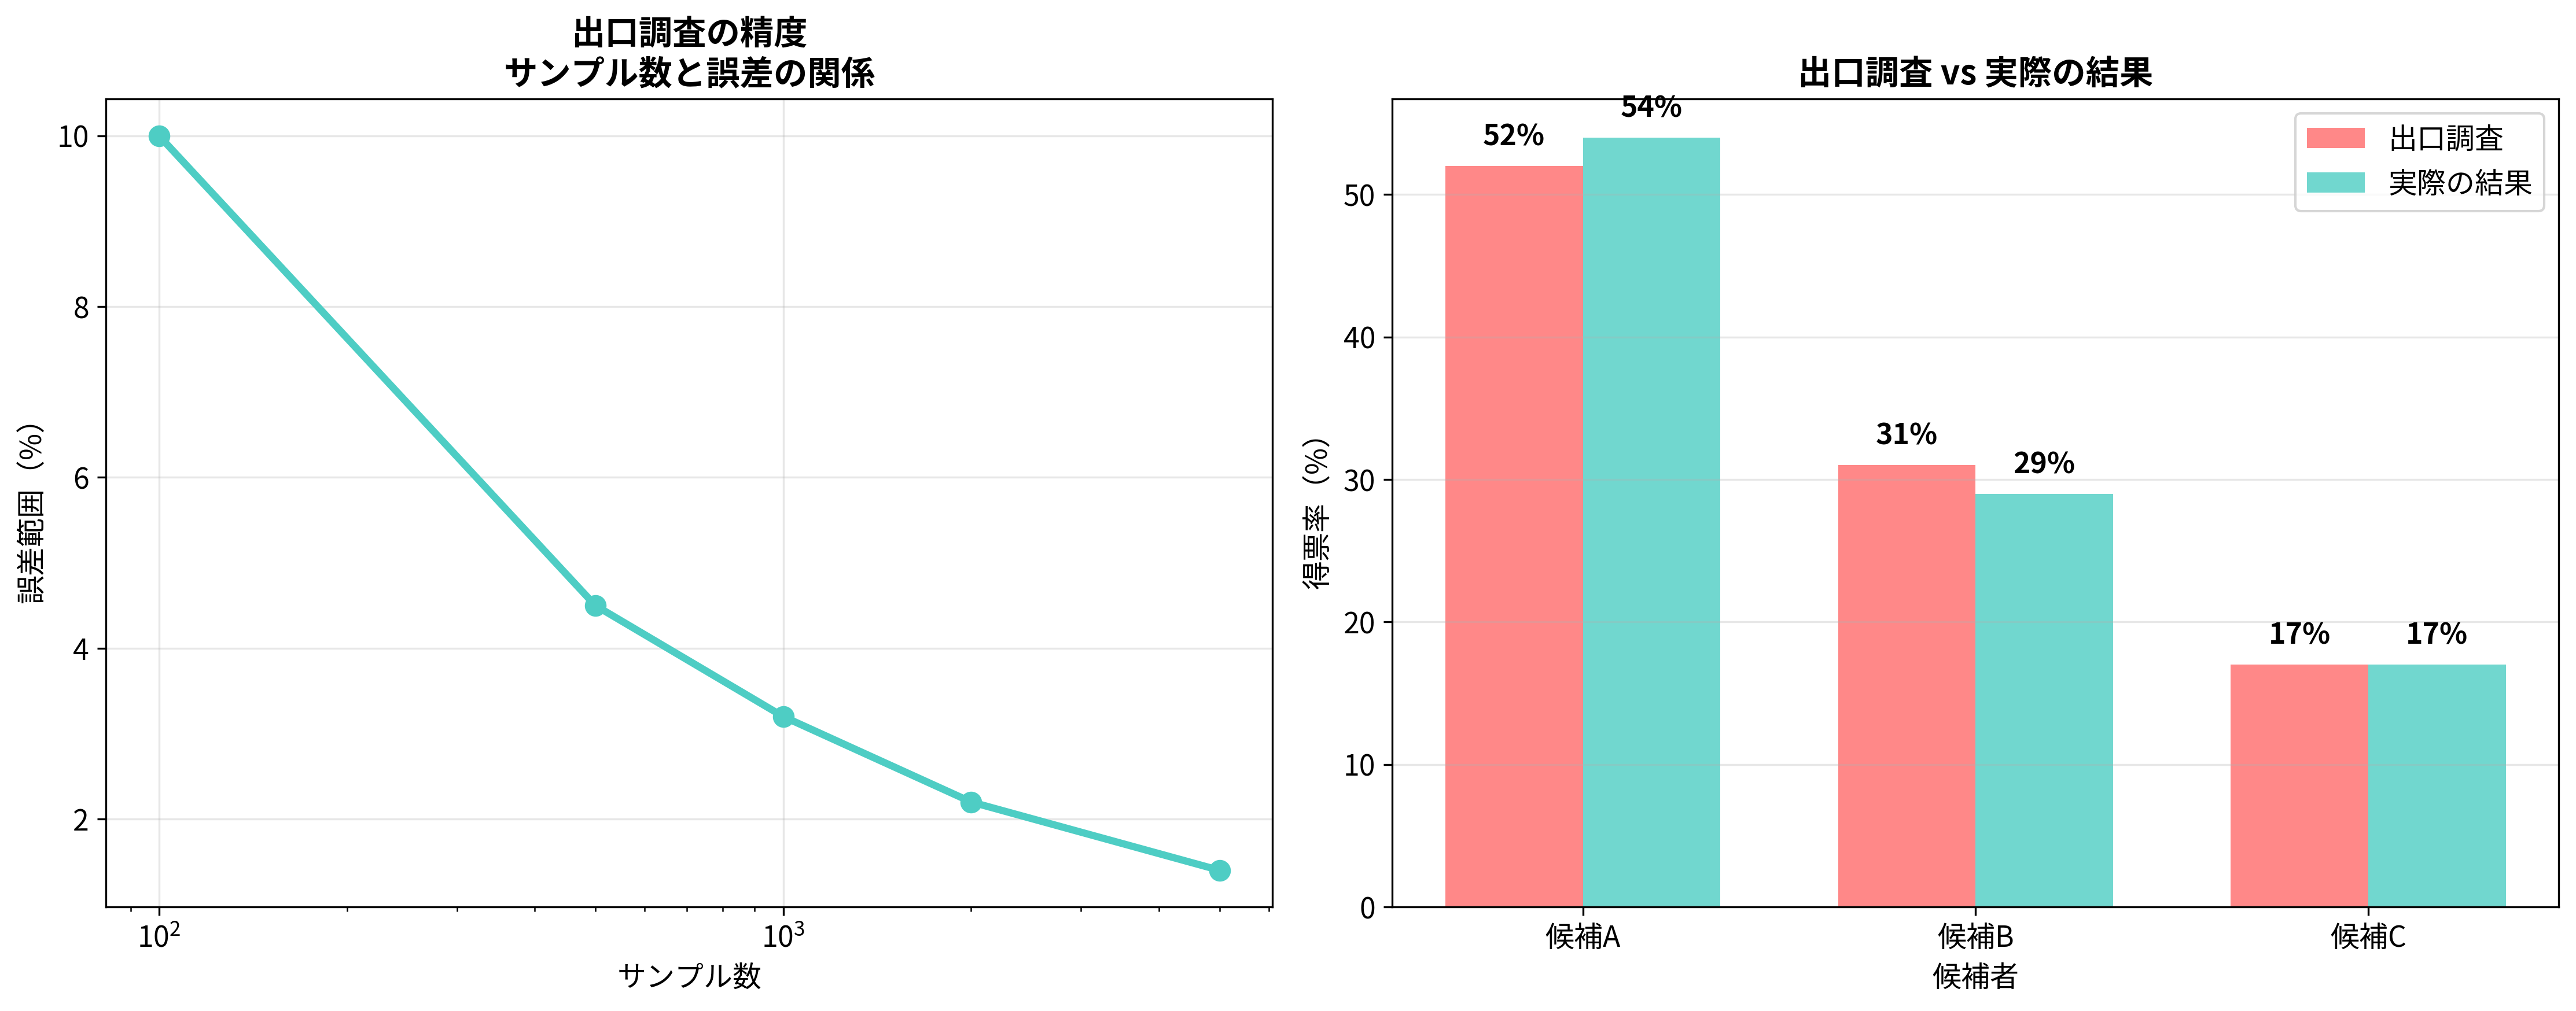 出口調査の精度
サンプル数と誤差の関係
10
8
6
4
2
誤差範囲（%）
10²
10³
サンプル数
出口調査 vs 実際の結果
出口調査
実際の結果
50
40
30
20
10
0
得票率（%）
52%
54%
31%
29%
17%
17%
候補A
候補B
候補C
候補者